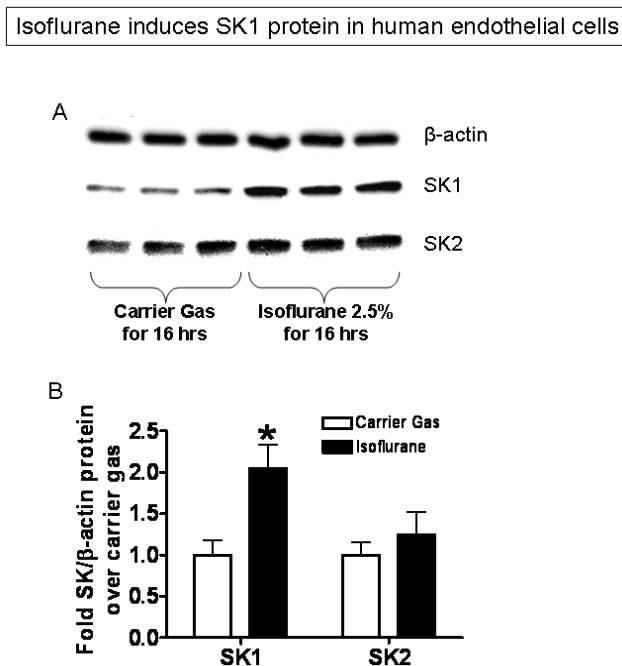 Isoflurane induces SK1 protein in human endothelial cells
A
β-actin
SK1
SK2
Carrier Gas
for 16 hrs
Isoflurane 2.5%
for 16 hrs
B
Carrier Gas
Isoflurane
Fold SK/β-actin protein
over carrier gas
2.5
2.0
1.5
1.0
0.5
0.0
*
SK1
SK2